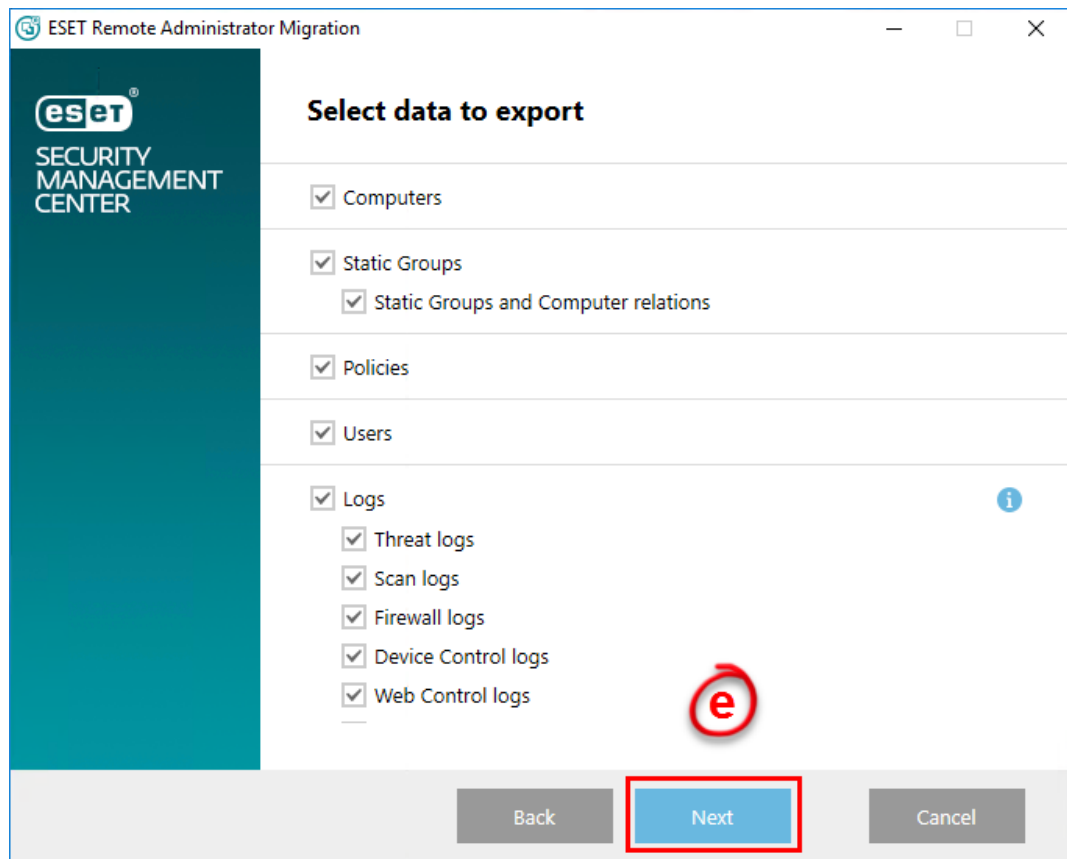 ESET Remote Administrator Migration
eseT®
SECURITY
MANAGEMENT
CENTER
Select data to export
Computers
Static Groups
Static Groups and Computer relations
Policies
Users
Logs
i
Threat logs
Scan logs
Firewall logs
Device Control logs
Web Control logs
e
Back
Next
Cancel